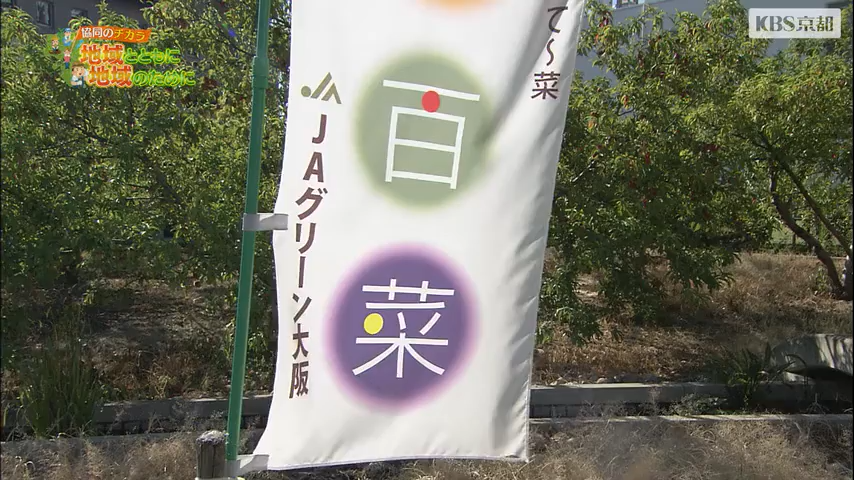 協同のチカラ
地域とともに
地域のために
KBS京都
て～菜
百
菜
JA
JAグリーン大阪